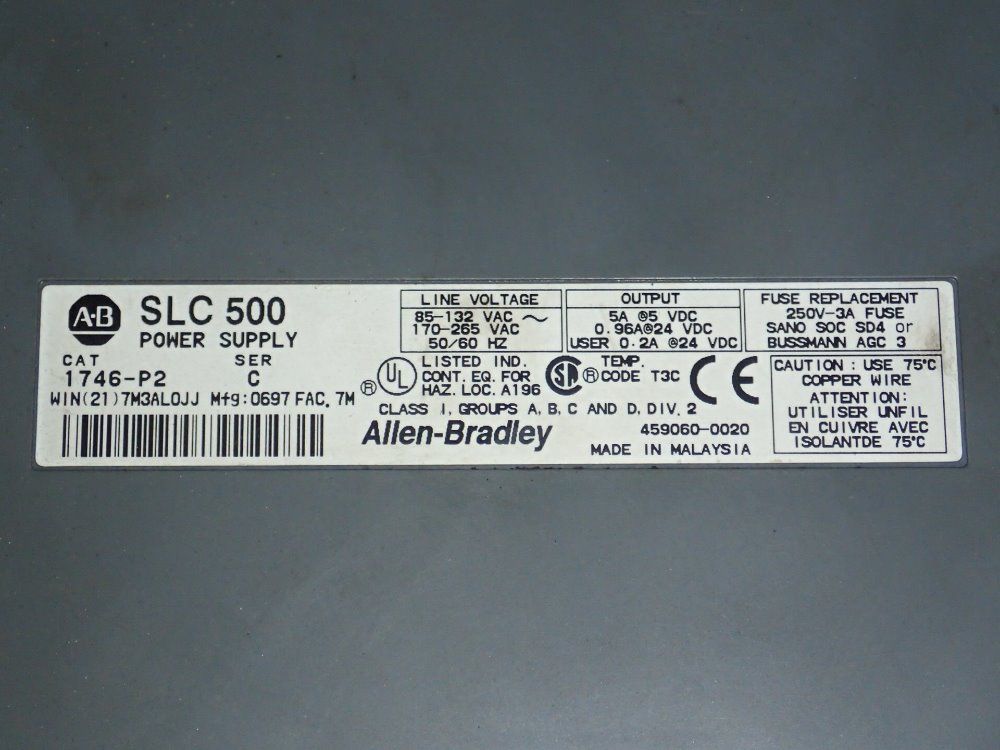 A·B SLC 500
POWER SUPPLY
CAT SER
1746-P2 C
WIN(21)7M3ALOJJ Mfg:0697 FAC. 7M
LINE VOLTAGE
85-132 VAC ~
170-265 VAC
50/60 HZ
OUTPUT
5A @5 VDC
0.96A@24 VDC
USER 0.2A @24 VDC
FUSE REPLACEMENT
250V-3A FUSE
SANO SOC SD4 or
BUSSMANN AGC 3
® UL LISTED IND.
CONT. EQ. FOR
HAZ. LOC. A196
SA ® TEMP.
CODE T3C
CE
CLASS I, GROUPS A, B, C AND D, DIV. 2
Allen-Bradley
459060-0020
MADE IN MALAYSIA
CAUTION : USE 75°C
COPPER WIRE
ATTENTION:
UTILISER UNFIL
EN CUIVRE AVEC
ISOLANTDE 75°C